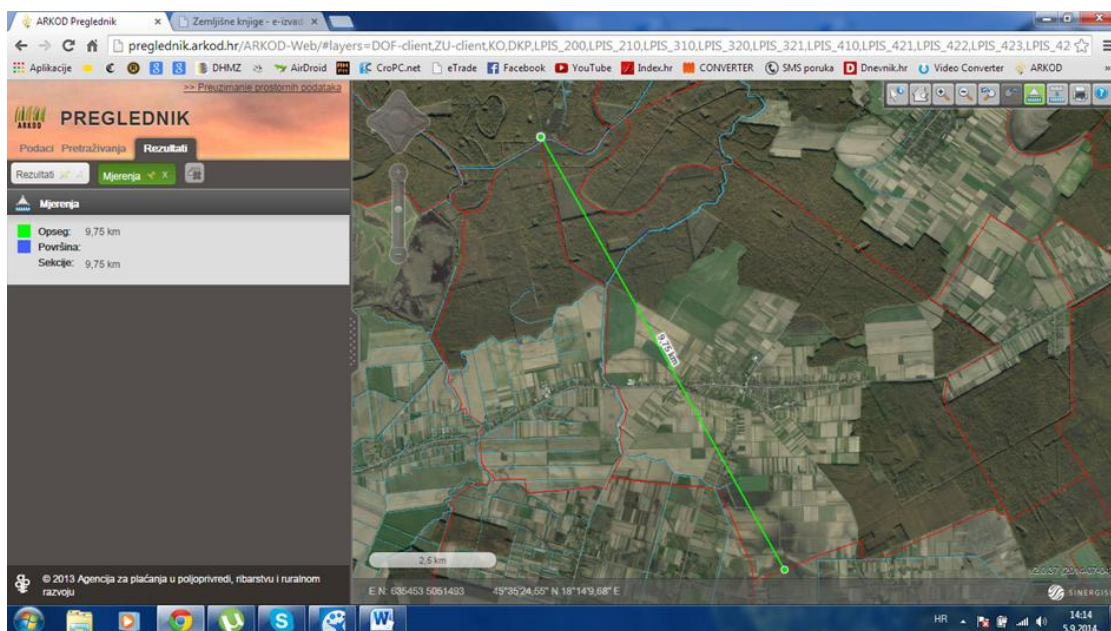 ARKOD Preglednik
Zemljišne knjige - e-izvad
preglednik.arkod.hr/ARKOD-Web/#layers=DOF-client,ZU-client,KO,DKP,LPIS_200,LPIS_210,LPIS_310,LPIS_320,LPIS_321,LPIS_410,LPIS_421,LPIS_422,LPIS_423,LPIS_42
Aplikacije DHMZ AirDroid CroPC.net eTrade Facebook YouTube Index.hr CONVERTER SMS poruka Dnevnik.hr Video Converter ARKOD
>> Preuzimanje prostornih podataka
ARKOD PREGLEDNIK
Podaci Pretraživanja Rezultati
Rezultati Mjerenja X
Mjerenja
Opseg: 9,75 km
Površina:
Sekcije: 9,75 km
9,75 km
2,5 km
© 2013 Agencija za plaćanja u poljoprivredi, ribarstvu i ruralnom
razvoju
E N: 635453 5051493 45°35'24,55" N 18°14'9,68" E
SINERGISE
HR 14:14
5.9.2014.